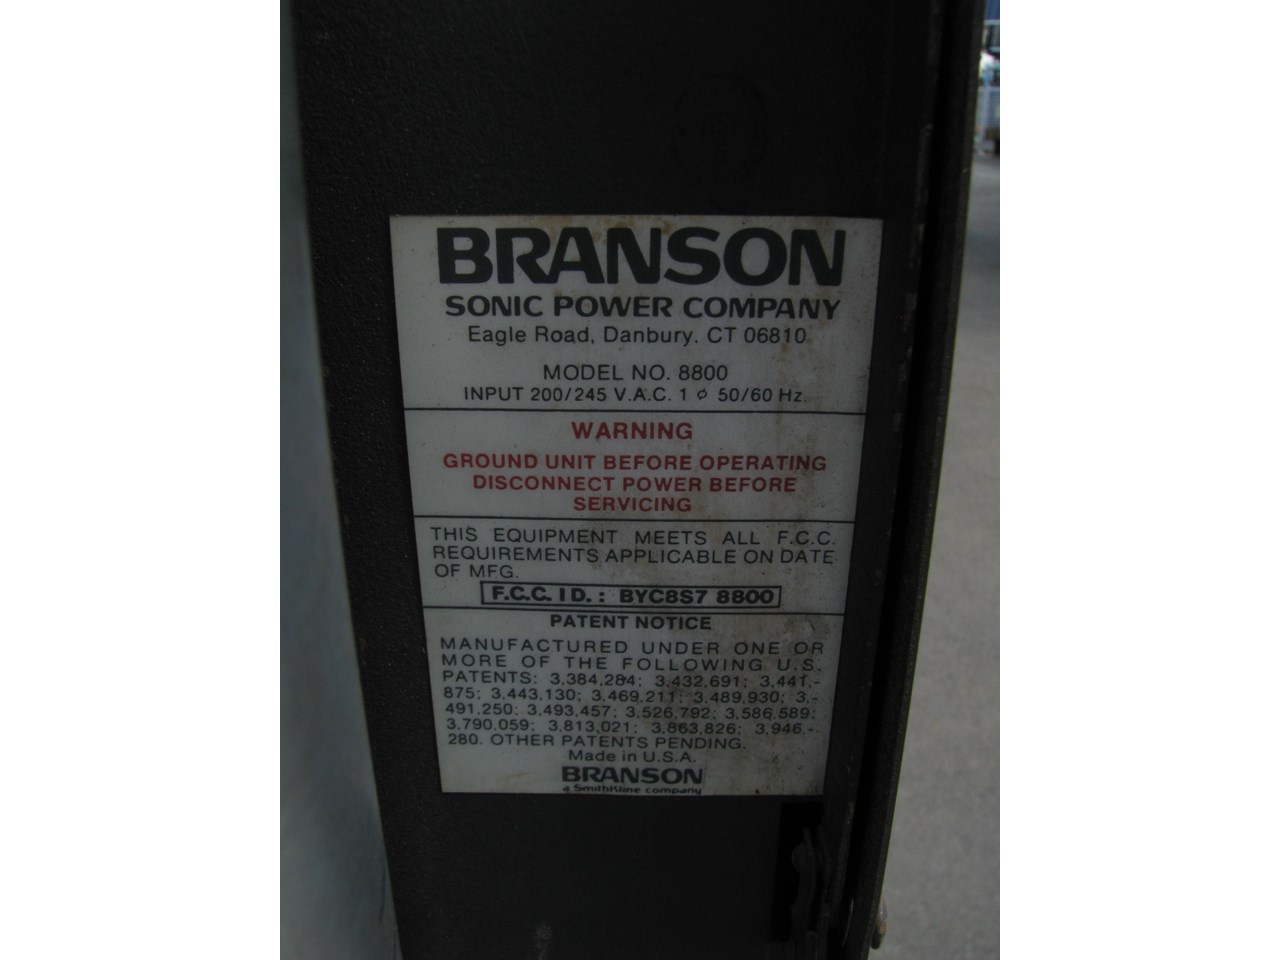 BRANSON
SONIC POWER COMPANY
Eagle Road, Danbury, CT 06810
MODEL NO. 8800
INPUT 200/245 V.A.C. 1 ⌀ 50/60 Hz.
WARNING
GROUND UNIT BEFORE OPERATING
DISCONNECT POWER BEFORE
SERVICING
THIS EQUIPMENT MEETS ALL F.C.C.
REQUIREMENTS APPLICABLE ON DATE
OF MFG.
F.C.C. ID.: BYC8S7 8800
PATENT NOTICE
MANUFACTURED UNDER ONE OR
MORE OF THE FOLLOWING U.S.
PATENTS: 3,384,284; 3,432,691; 3,441,-
875; 3,443,130; 3,469,211; 3,489,930; 3,-
491,250; 3,493,457; 3,526,792; 3,586,589;
3,790,059; 3,813,021; 3,863,826; 3,946,-
280. OTHER PATENTS PENDING.
Made in U.S.A.
BRANSON
a SmithKline company